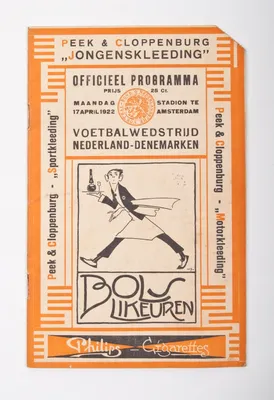 PEEK & CLOPPENBURG
„JONGENSKLEEDING"
OFFICIEEL PROGRAMMA
PRIJS 25 Ct.
MAANDAG
17 APRIL 1922
STADION TE
AMSTERDAM
VOETBALWEDSTRIJD
NEDERLAND-DENEMARKEN
Peek & Cloppenburg - „Sportkleeding"
Peek & Cloppenburg - „Motorkleeding"
BOLS
LIKEUREN
Philips - Cigarettes